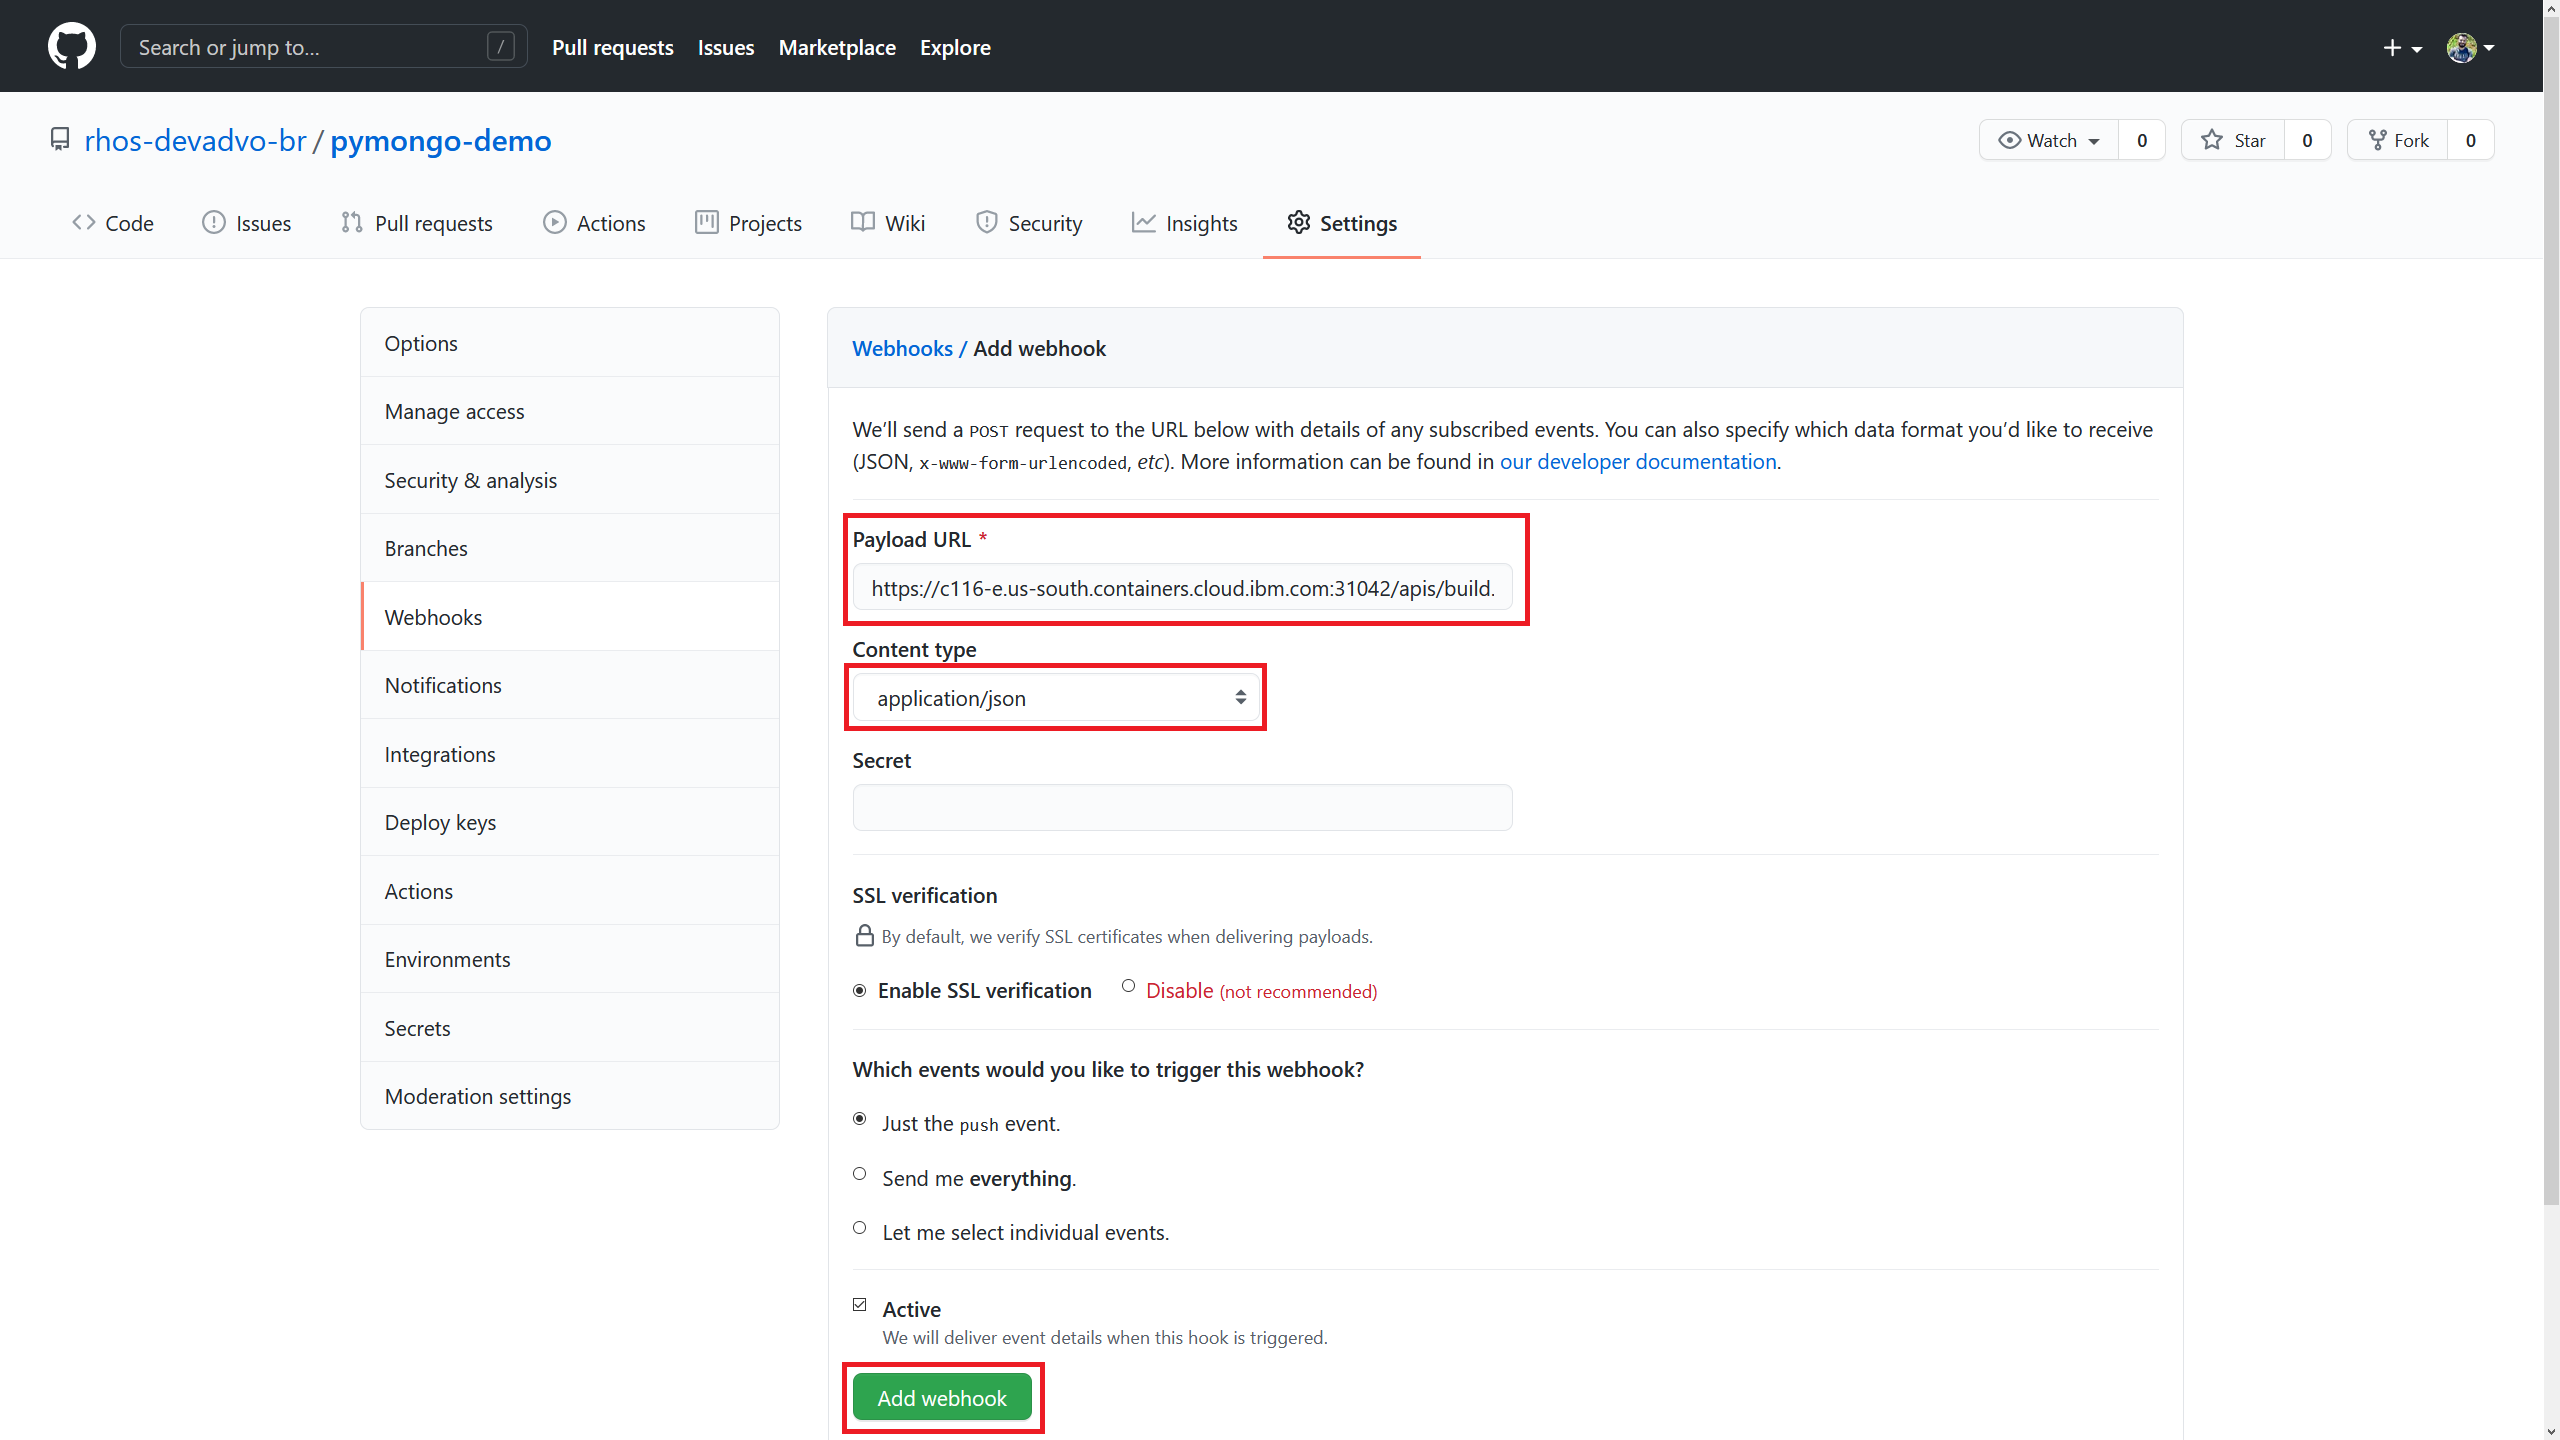 Search or jump to... /
Pull requests Issues Marketplace Explore
rhos-devadvo-br / pymongo-demo
Watch 0 Star 0 Fork 0
Code Issues Pull requests Actions Projects Wiki Security Insights Settings
Options
Manage access
Security & analysis
Branches
Webhooks
Notifications
Integrations
Deploy keys
Actions
Environments
Secrets
Moderation settings
Webhooks / Add webhook
We’ll send a POST request to the URL below with details of any subscribed events. You can also specify which data format you’d like to receive
(JSON, x-www-form-urlencoded, etc). More information can be found in our developer documentation.
Payload URL *
https://c116-e.us-south.containers.cloud.ibm.com:31042/apis/build.
Content type
application/json
Secret
SSL verification
By default, we verify SSL certificates when delivering payloads.
Enable SSL verification Disable (not recommended)
Which events would you like to trigger this webhook?
Just the push event.
Send me everything.
Let me select individual events.
Active
We will deliver event details when this hook is triggered.
Add webhook